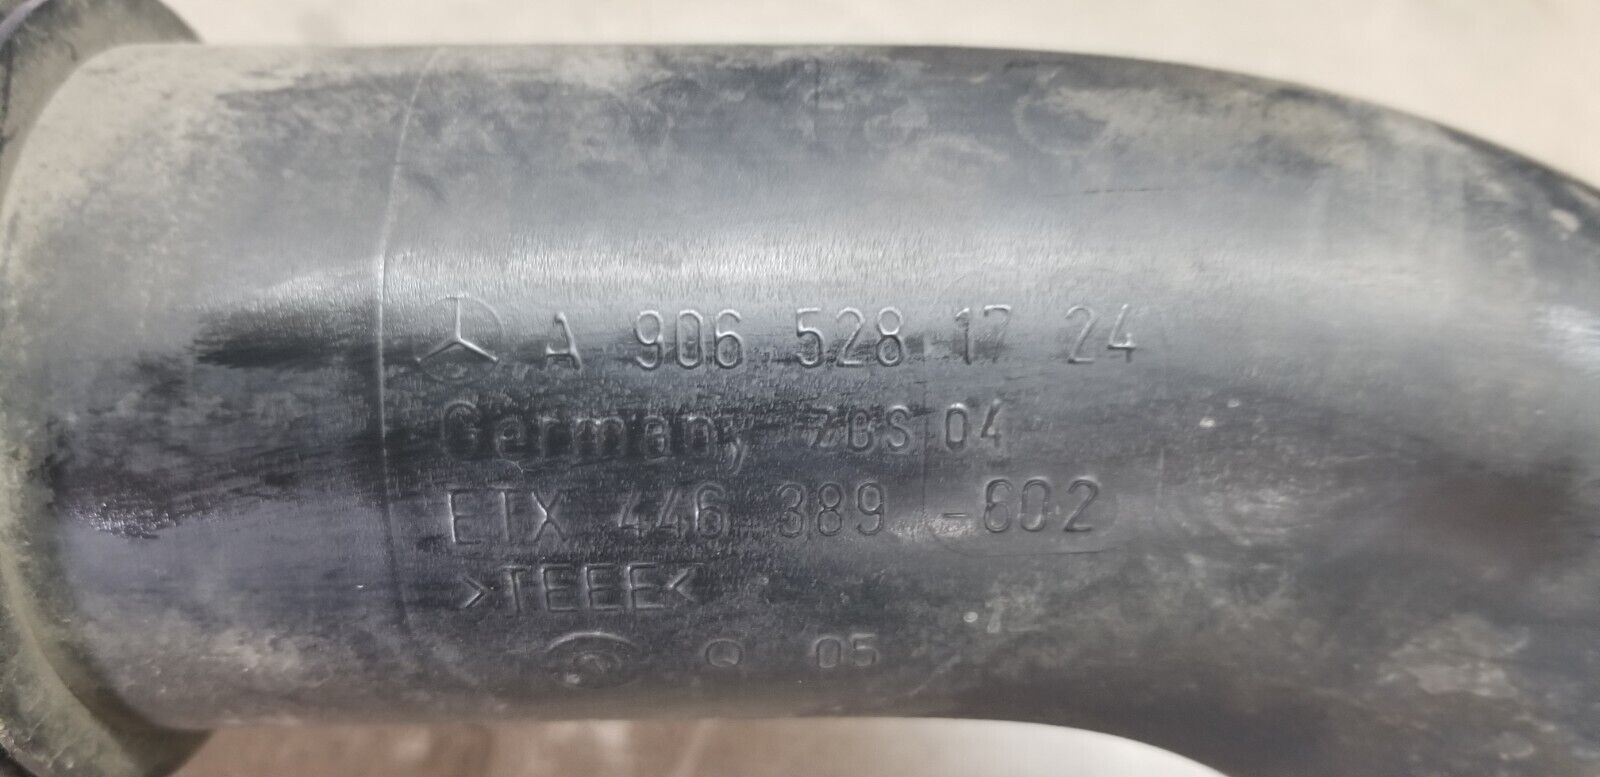 A 906 528 17 24
Germany ZGS 04
ETX 446 389 -602
>TEEE<
Q 05